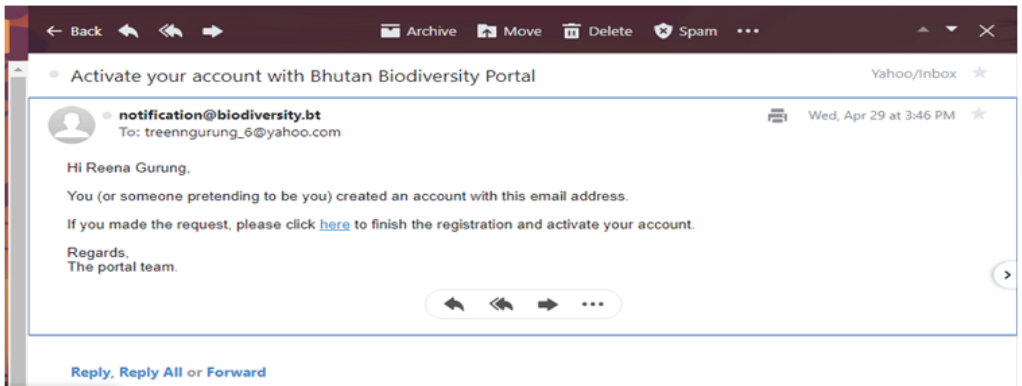 Back Archive Move Delete Spam
Activate your account with Bhutan Biodiversity Portal Yahoo/Inbox
notification@biodiversity.bt Wed, Apr 29 at 3:46 PM
To: treenngurung_6@yahoo.com
Hi Reena Gurung,
You (or someone pretending to be you) created an account with this email address.
If you made the request, please click here to finish the registration and activate your account.
Regards,
The portal team.
Reply, Reply All or Forward